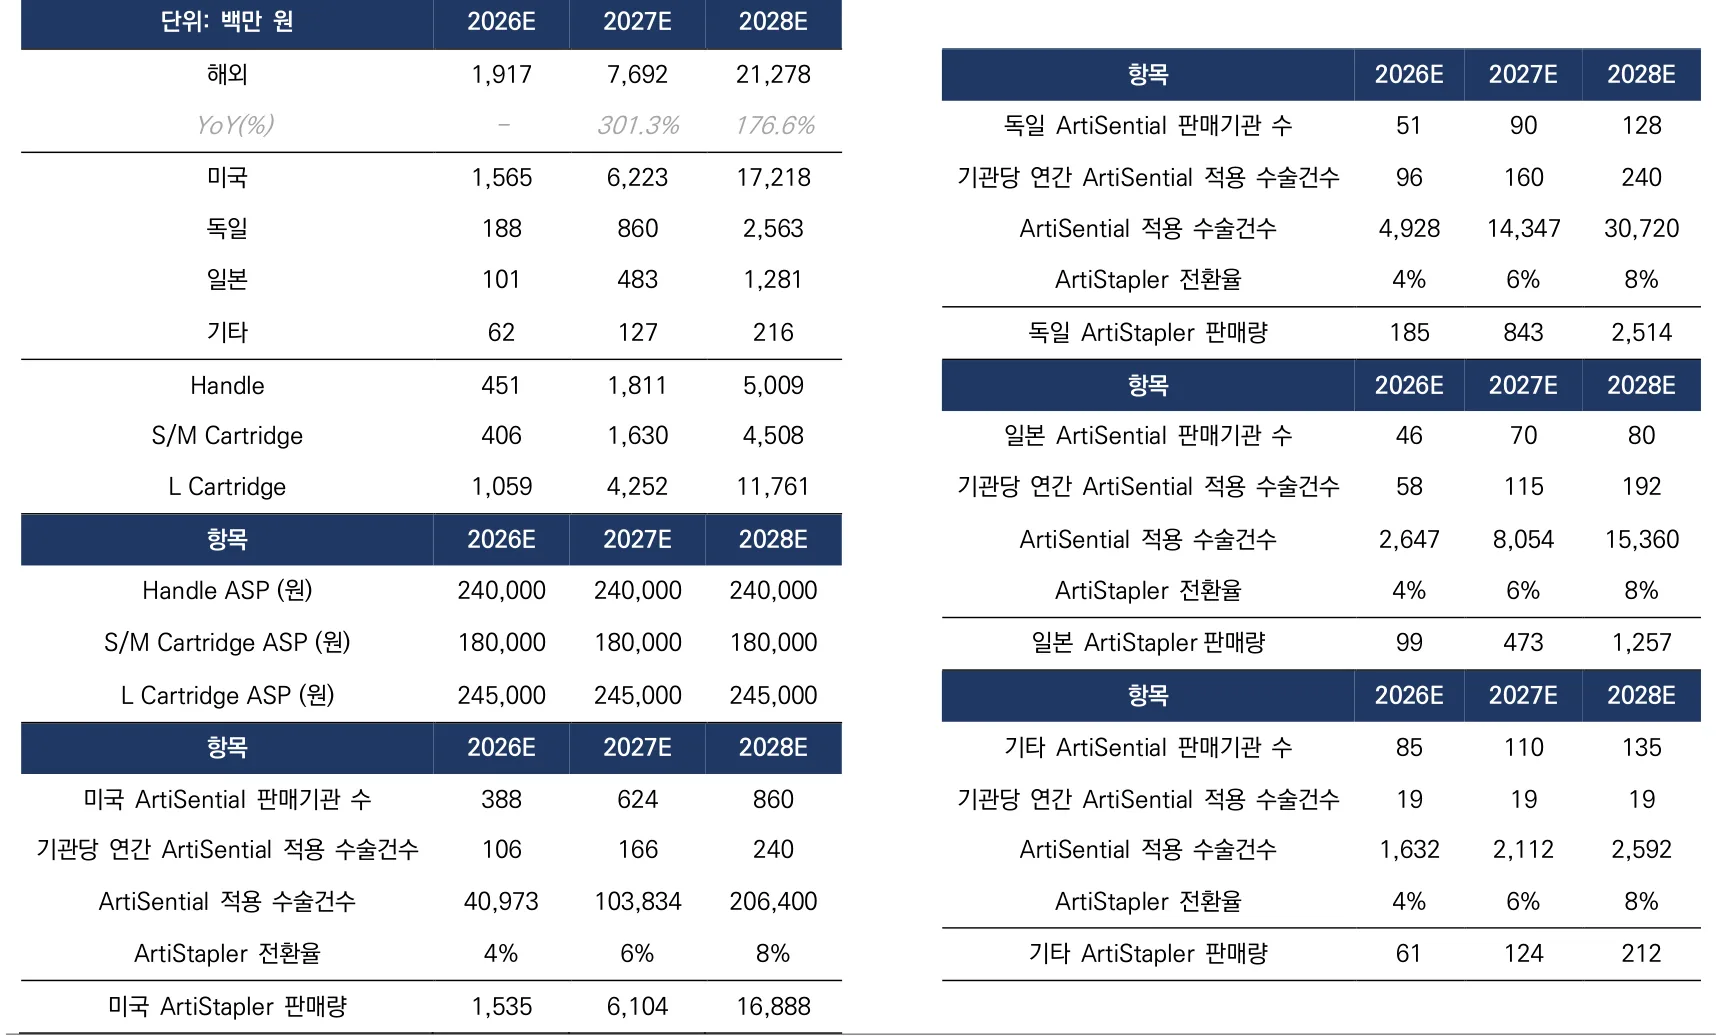 단위: 백만 원 2026E 2027E 2028E
해외 1,917 7,692 21,278
YoY(%) – 301.3% 176.6%
미국 1,565 6,223 17,218
독일 188 860 2,563
일본 101 483 1,281
기타 62 127 216
Handle 451 1,811 5,009
S/M Cartridge 406 1,630 4,508
L Cartridge 1,059 4,252 11,761
항목 2026E 2027E 2028E
Handle ASP (원) 240,000 240,000 240,000
S/M Cartridge ASP (원) 180,000 180,000 180,000
L Cartridge ASP (원) 245,000 245,000 245,000
항목 2026E 2027E 2028E
미국 ArtiSential 판매기관 수 388 624 860
기관당 연간 ArtiSential 적용 수술건수 106 166 240
ArtiSential 적용 수술건수 40,973 103,834 206,400
ArtiStapler 전환율 4% 6% 8%
미국 ArtiStapler 판매량 1,535 6,104 16,888
항목 2026E 2027E 2028E
독일 ArtiSential 판매기관 수 51 90 128
기관당 연간 ArtiSential 적용 수술건수 96 160 240
ArtiSential 적용 수술건수 4,928 14,347 30,720
ArtiStapler 전환율 4% 6% 8%
독일 ArtiStapler 판매량 185 843 2,514
항목 2026E 2027E 2028E
일본 ArtiSential 판매기관 수 46 70 80
기관당 연간 ArtiSential 적용 수술건수 58 115 192
ArtiSential 적용 수술건수 2,647 8,054 15,360
ArtiStapler 전환율 4% 6% 8%
일본 ArtiStapler 판매량 99 473 1,257
항목 2026E 2027E 2028E
기타 ArtiSential 판매기관 수 85 110 135
기관당 연간 ArtiSential 적용 수술건수 19 19 19
ArtiSential 적용 수술건수 1,632 2,112 2,592
ArtiStapler 전환율 4% 6% 8%
기타 ArtiStapler 판매량 61 124 212